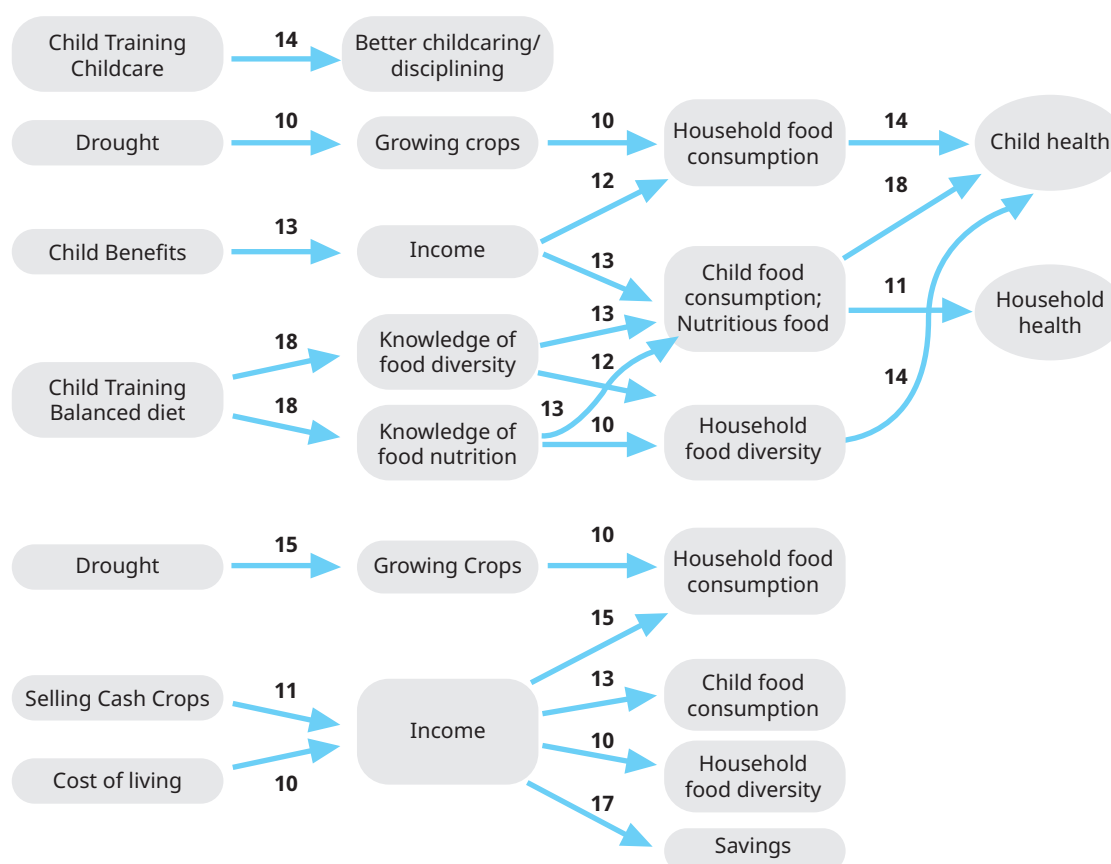 Child Training
Childcare
14
Better childcaring/
disciplining
Drought
10
Growing crops
10
Household food
consumption
14
Child health
12
18
Child Benefits
13
Income
13
Child food
consumption;
Nutritious food
11
Household
health
Child Training
Balanced diet
18
Knowledge of
food diversity
13
12
14
18
Knowledge of
food nutrition
13
10
Household
food diversity
Drought
15
Growing Crops
10
Household food
consumption
15
Selling Cash Crops
11
Income
13
Child food
consumption
Cost of living
10
10
Household
food diversity
17
Savings